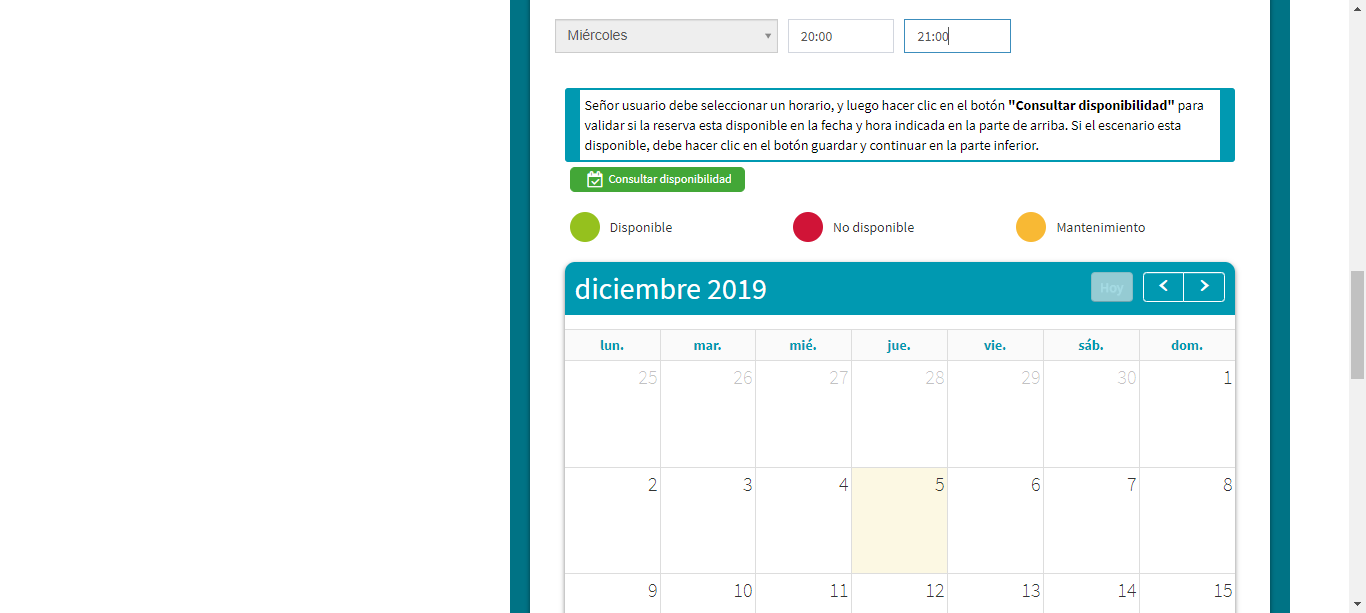 Miércoles 20:00 21:00
Señor usuario debe seleccionar un horario, y luego hacer clic en el botón "Consultar disponibilidad" para
validar si la reserva esta disponible en la fecha y hora indicada en la parte de arriba. Si el escenario esta
disponible, debe hacer clic en el botón guardar y continuar en la parte inferior.
Consultar disponibilidad
Disponible No disponible Mantenimiento
diciembre 2019 Hoy
lun. mar. mié. jue. vie. sáb. dom.
25 26 27 28 29 30 1
2 3 4 5 6 7 8
9 10 11 12 13 14 15